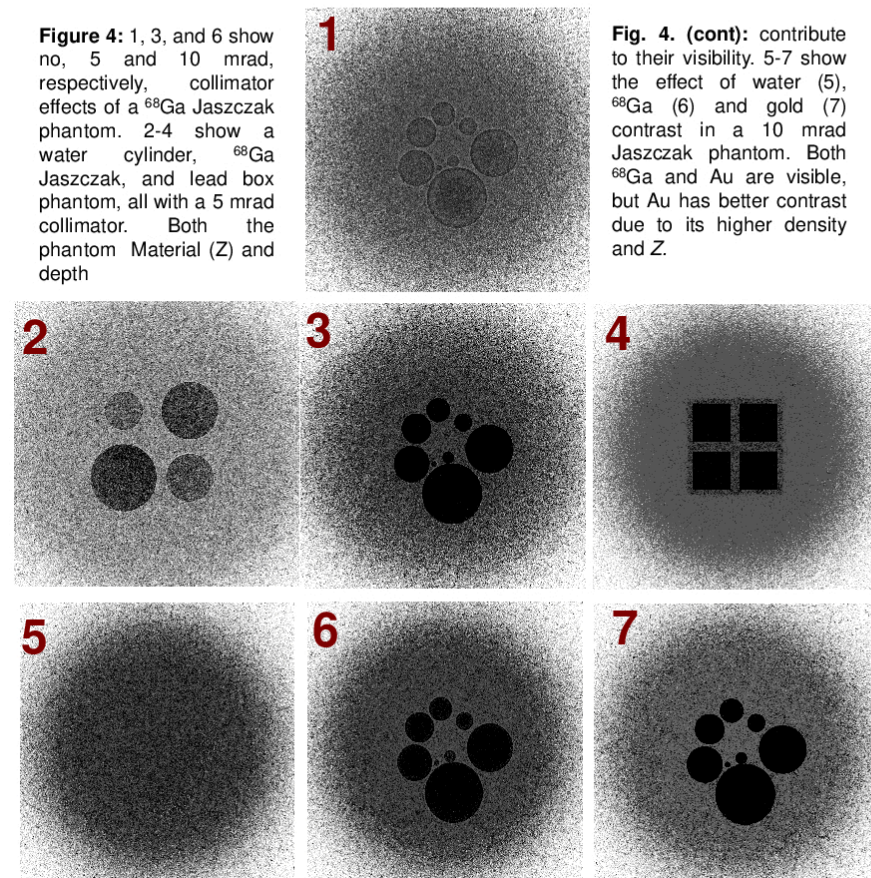 Figure 4: 1, 3, and 6 show
no, 5 and 10 mrad,
respectively, collimator
effects of a ⁶⁸Ga Jaszczak
phantom. 2-4 show a
water cylinder, ⁶⁸Ga
Jaszczak, and lead box
phantom, all with a 5 mrad
collimator. Both the
phantom Material (Z) and
depth
1
Fig. 4. (cont): contribute
to their visibility. 5-7 show
the effect of water (5),
⁶⁸Ga (6) and gold (7)
contrast in a 10 mrad
Jaszczak phantom. Both
⁶⁸Ga and Au are visible,
but Au has better contrast
due to its higher density
and Z.
2
3
4
5
6
7